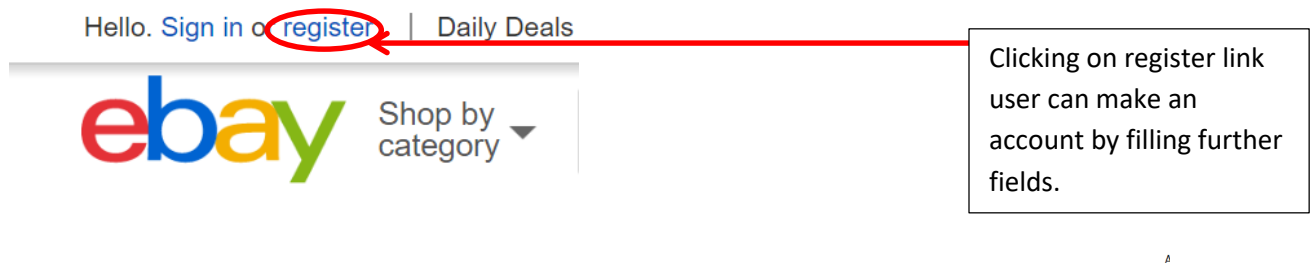 Hello. Sign in or register | Daily Deals
ebay
Shop by
category
Clicking on register link
user can make an
account by filling further
fields.
A